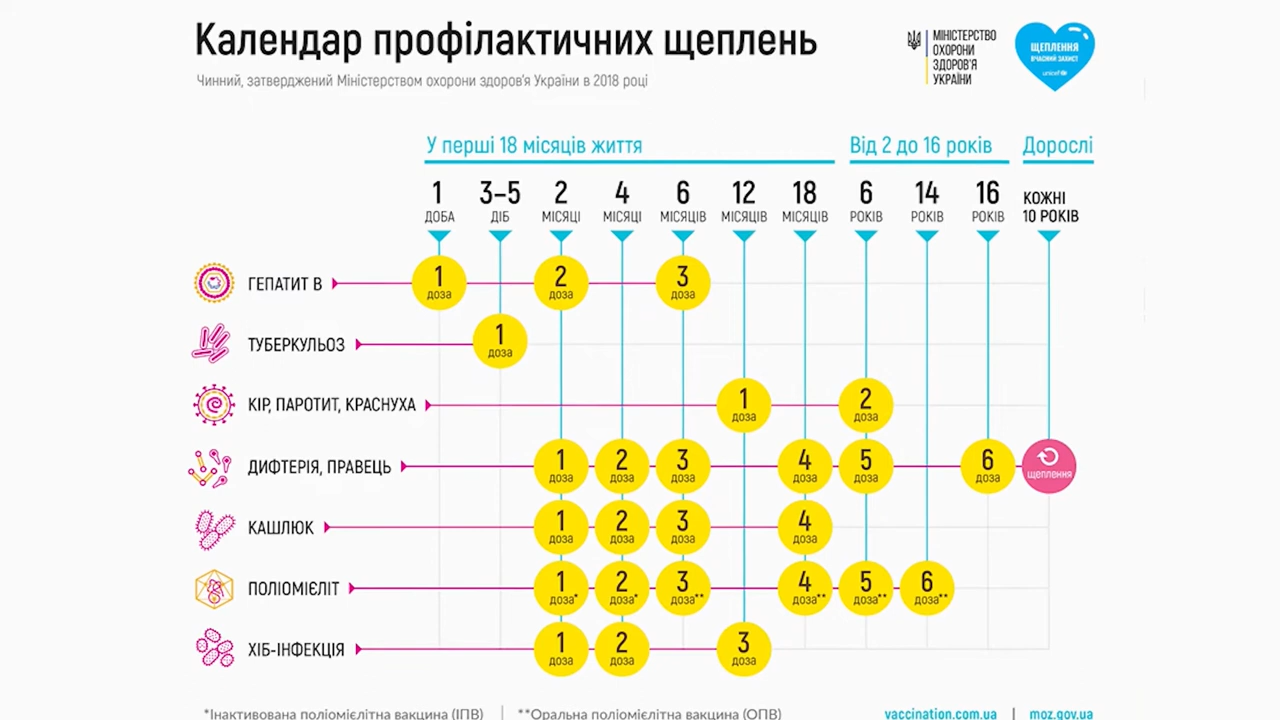 Календар профілактичних щеплень
Чинний, затверджений Міністерством охорони здоров'я України в 2018 році
МІНІСТЕРСТВО
ОХОРОНИ
ЗДОРОВ'Я
УКРАЇНИ
ЩЕПЛЕННЯ
ВЧАСНИЙ ЗАХИСТ
unicef
У перші 18 місяців життя
Від 2 до 16 років
Дорослі
1 3–5 2 4 6 12 18 6 14 16
ДОБА ДІБ МІСЯЦІ МІСЯЦІ МІСЯЦІВ МІСЯЦІВ МІСЯЦІВ РОКІВ РОКІВ РОКІВ
КОЖНІ
10 РОКІВ
ГЕПАТИТ В
1 2 3
доза доза доза
ТУБЕРКУЛЬОЗ
1
доза
КІР, ПАРОТИТ, КРАСНУХА
1 2
доза доза
ДИФТЕРІЯ, ПРАВЕЦЬ
1 2 3 4 5 6
доза доза доза доза доза доза щеплення
КАШЛЮК
1 2 3 4
доза доза доза доза
ПОЛІОМІЄЛІТ
1 2 3 4 5 6
доза* доза* доза** доза** доза** доза**
ХІБ-ІНФЕКЦІЯ
1 2 3
доза доза доза
*Інактивована поліомієлітна вакцина (ІПВ) | **Оральна поліомієлітна вакцина (ОПВ)
vaccination.com.ua | moz.gov.ua